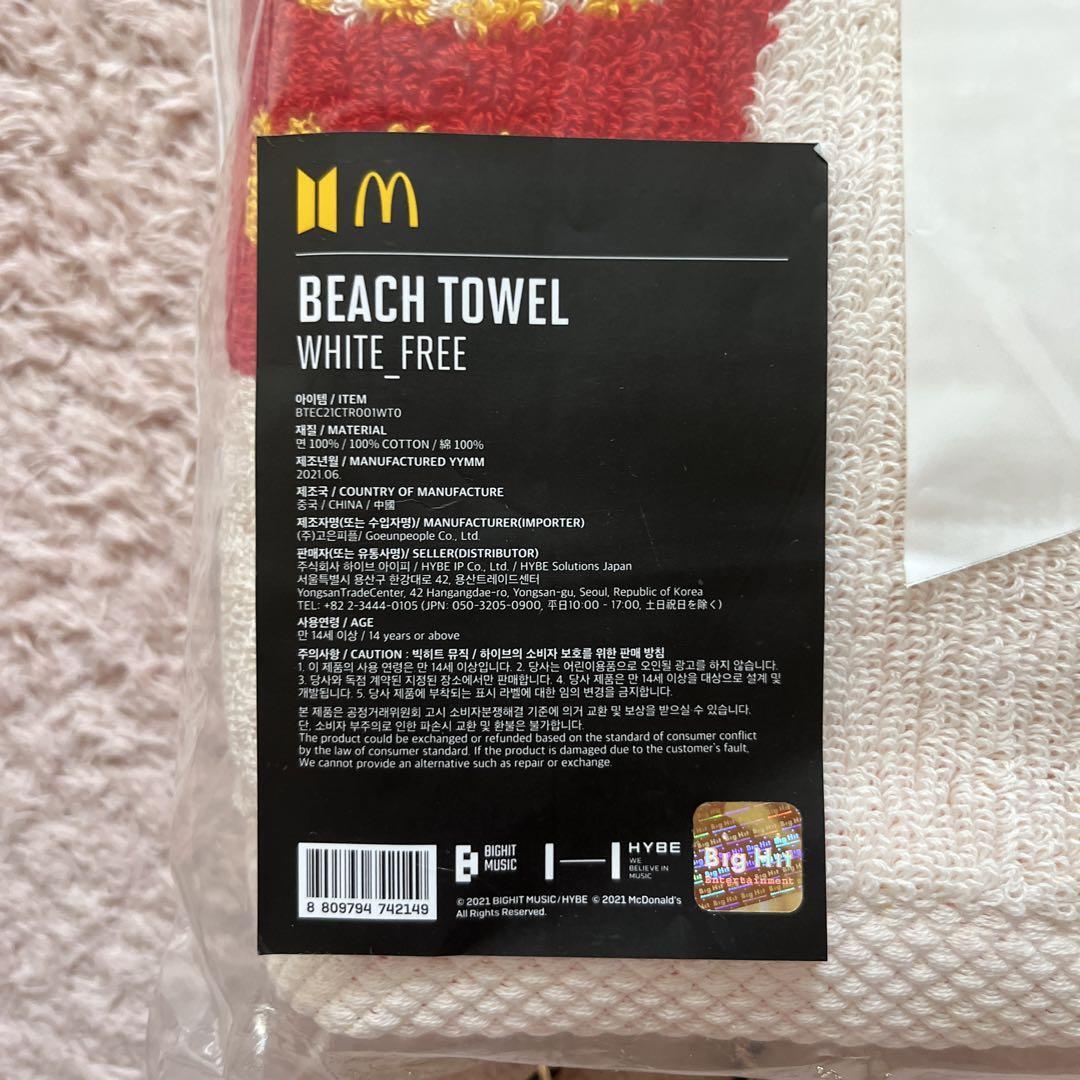 BEACH TOWEL
WHITE_FREE
아이템 / ITEM
BTEC21CTR001WT0
재질 / MATERIAL
면 100% / 100% COTTON / 綿 100%
제조년월 / MANUFACTURED YYMM
2021.06.
제조국 / COUNTRY OF MANUFACTURE
중국 / CHINA / 中國
제조자명(또는 수입자명)/ MANUFACTURER(IMPORTER)
(주)고은피플/ Goeunpeople Co., Ltd.
판매자(또는 유통사명)/ SELLER(DISTRIBUTOR)
주식회사 하이브 아이피 / HYBE IP Co., Ltd. / HYBE Solutions Japan
서울특별시 용산구 한강대로 42, 용산트레이드센터
YongsanTradeCenter, 42 Hangangdae-ro, Yongsan-gu, Seoul, Republic of Korea
TEL: +82 2-3444-0105 (JPN: 050-3205-0900, 平日10:00 - 17:00, 土日祝日を除く)
사용연령 / AGE
만 14세 이상 / 14 years or above
주의사항 / CAUTION : 빅히트 뮤직 / 하이브의 소비자 보호를 위한 판매 방침
1. 이 제품의 사용 연령은 만 14세 이상입니다. 2. 당사는 어린이용품으로 오인될 광고를 하지 않습니다.
3. 당사와 독점 계약된 지정된 장소에서만 판매합니다. 4. 당사 제품은 만 14세 이상을 대상으로 설계 및
개발됩니다. 5. 당사 제품에 부착되는 표시 라벨에 대한 임의 변경을 금지합니다.
본 제품은 공정거래위원회 고시 소비자분쟁해결 기준에 의거 교환 및 보상을 받으실 수 있습니다.
단, 소비자 부주의로 인한 파손시 교환 및 환불은 불가합니다.
The product could be exchanged or refunded based on the standard of consumer conflict
by the law of consumer standard. If the product is damaged due to the customer's fault,
We cannot provide an alternative such as repair or exchange.
8 809794 742149
BIGHIT
MUSIC
HYBE
WE
BELIEVE IN
MUSIC
© 2021 BIGHIT MUSIC/HYBE © 2021 McDonald's
All Rights Reserved.
Big Hit
Entertainment